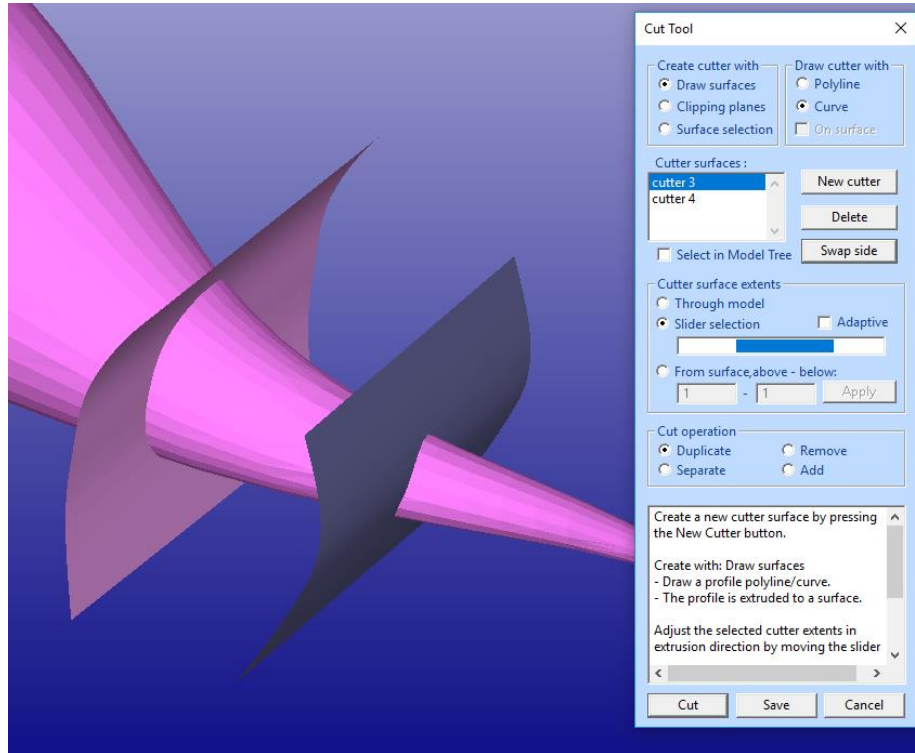 Cut Tool
Create cutter with
Draw surfaces
Clipping planes
Surface selection
Draw cutter with
Polyline
Curve
On surface
Cutter surfaces :
cutter 3
cutter 4
New cutter
Delete
Swap side
Select in Model Tree
Cutter surface extents
Through model
Slider selection
Adaptive
From surface,above - below:
1 - 1 Apply
Cut operation
Duplicate
Remove
Separate
Add
Create a new cutter surface by pressing
the New Cutter button.
Create with: Draw surfaces
- Draw a profile polyline/curve.
- The profile is extruded to a surface.
Adjust the selected cutter extents in
extrusion direction by moving the slider
Cut
Save
Cancel